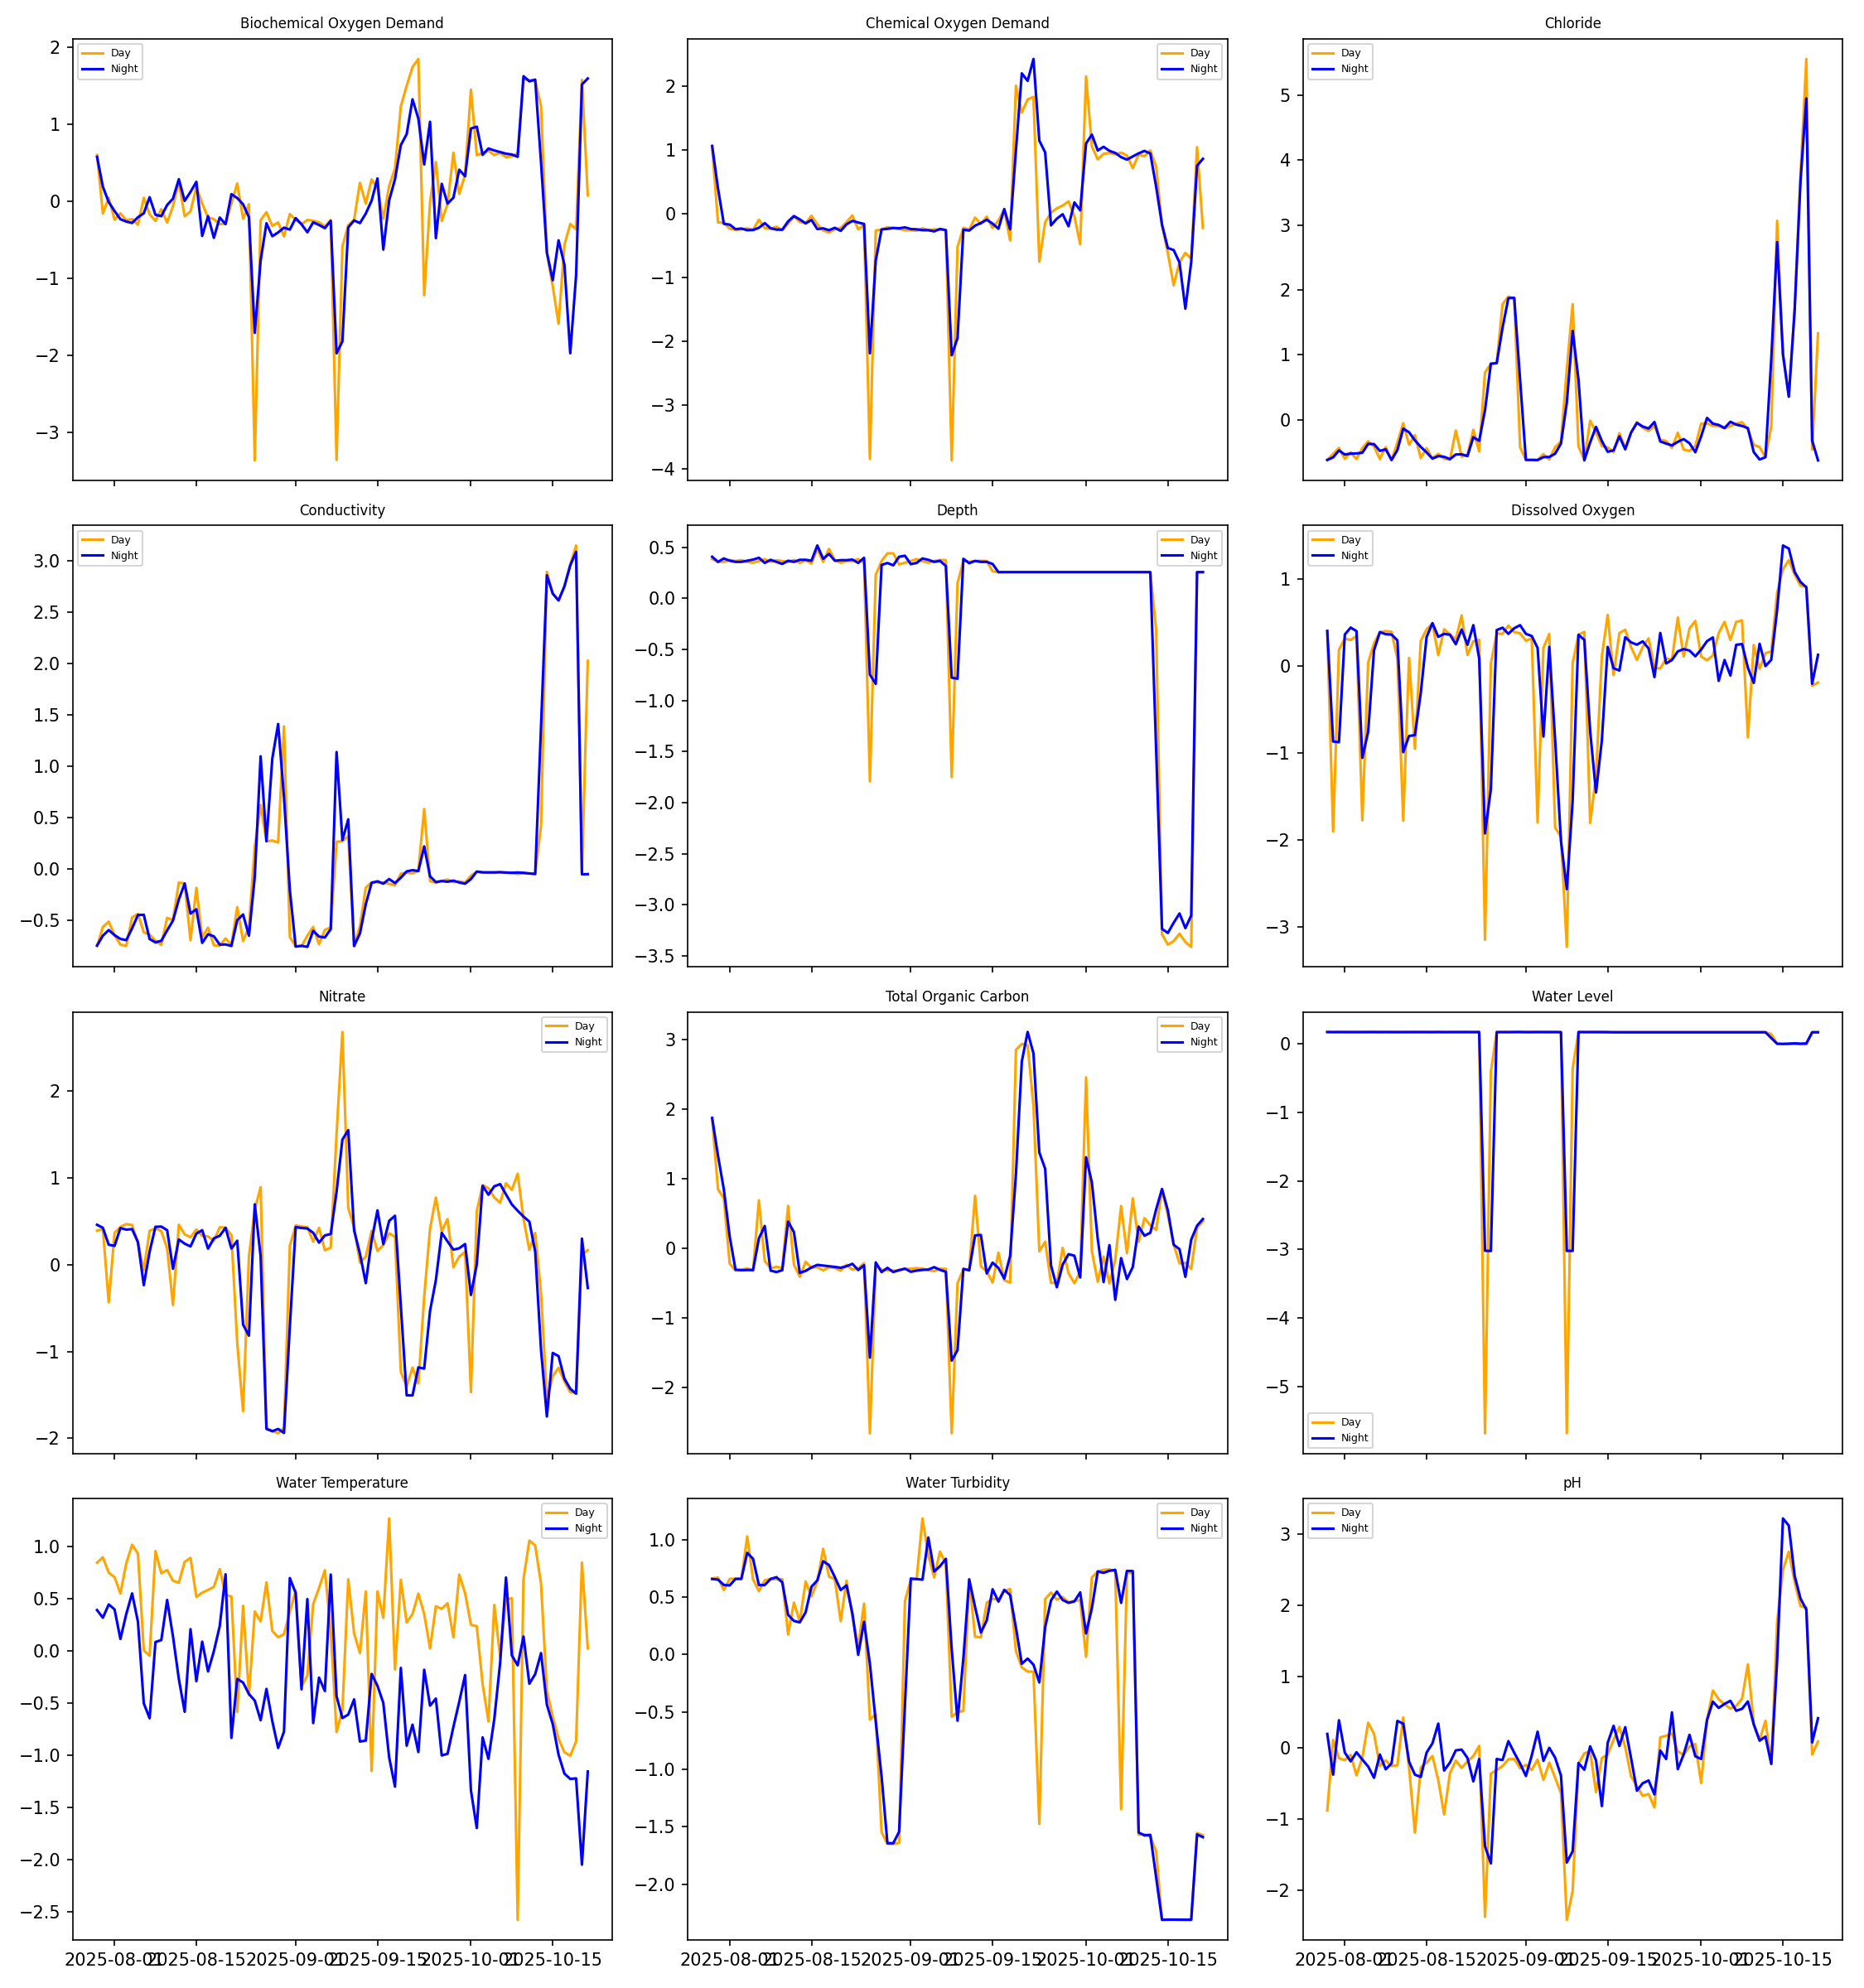 Biochemical Oxygen Demand
Day
Night
2
1
0
−1
−2
−3
Chemical Oxygen Demand
Day
Night
2
1
0
−1
−2
−3
−4
Chloride
Day
Night
5
4
3
2
1
0
Conductivity
Day
Night
3.0
2.5
2.0
1.5
1.0
0.5
0.0
−0.5
Depth
Day
Night
0.5
0.0
−0.5
−1.0
−1.5
−2.0
−2.5
−3.0
−3.5
Dissolved Oxygen
Day
Night
1
0
−1
−2
−3
Nitrate
Day
Night
2
1
0
−1
−2
Total Organic Carbon
Day
Night
3
2
1
0
−1
−2
Water Level
0
−1
−2
−3
−4
−5
Day
Night
Water Temperature
Day
Night
1.0
0.5
0.0
−0.5
−1.0
−1.5
−2.0
−2.5
2025-08-01 2025-08-15 2025-09-01 2025-09-15 2025-10-01 2025-10-15
Water Turbidity
Day
Night
1.0
0.5
0.0
−0.5
−1.0
−1.5
−2.0
2025-08-01 2025-08-15 2025-09-01 2025-09-15 2025-10-01 2025-10-15
pH
Day
Night
3
2
1
0
−1
−2
2025-08-01 2025-08-15 2025-09-01 2025-09-15 2025-10-01 2025-10-15